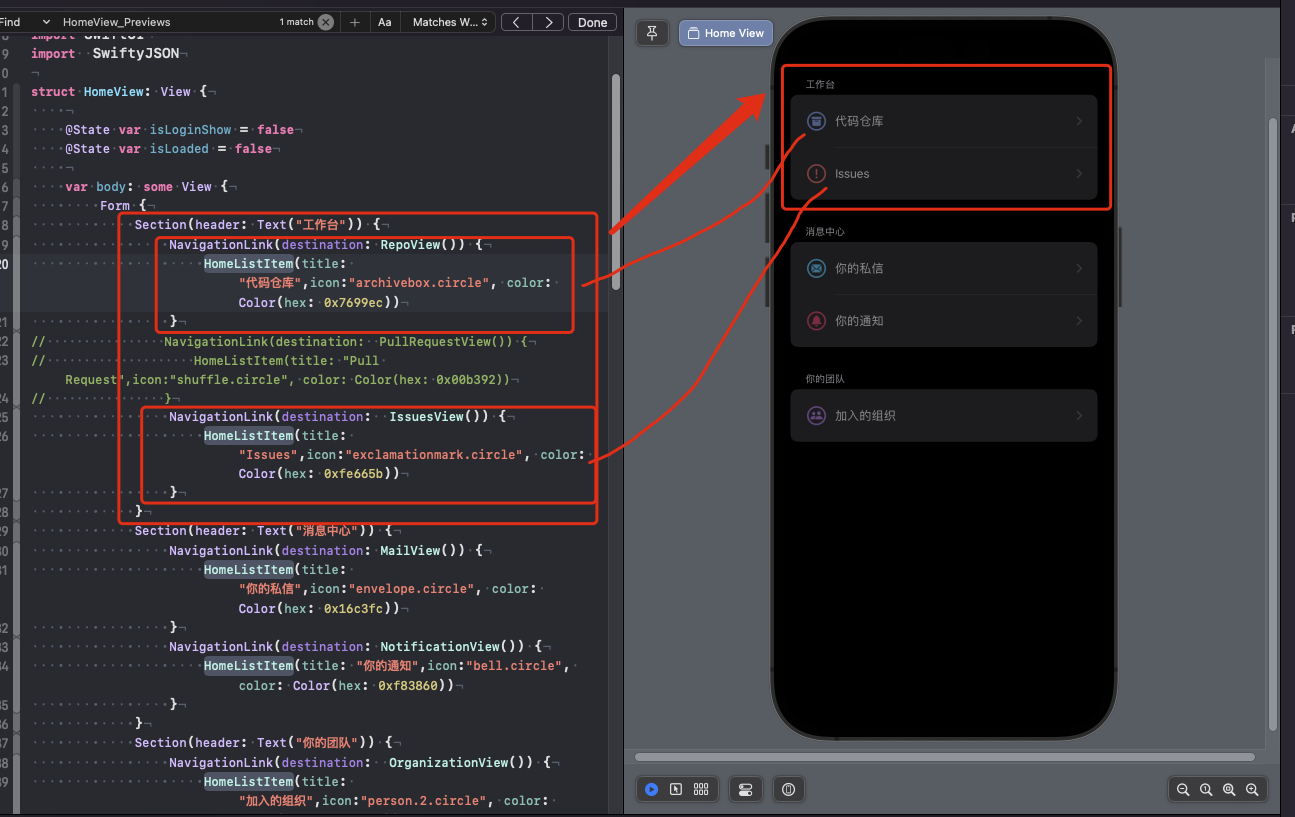 Find HomeView_Previews 1 match Aa Matches W... Done
import SwiftUI
9 import SwiftyJSON
0
1 struct HomeView: View {
2
3 @State var isLoginShow = false
4 @State var isLoaded = false
5
6 var body: some View {
7 Form {
8 Section(header: Text("工作台")) {
9 NavigationLink(destination: RepoView()) {
20 HomeListItem(title:
"代码仓库",icon:"archivebox.circle", color:
Color(hex: 0x7699ec))
21 }
22 // NavigationLink(destination: PullRequestView()) {
23 // HomeListItem(title: "Pull
Request",icon:"shuffle.circle", color: Color(hex: 0x00b392))
24 // }
25 NavigationLink(destination: IssuesView()) {
26 HomeListItem(title:
"Issues",icon:"exclamationmark.circle", color:
Color(hex: 0xfe665b))
27 }
28 }
29 Section(header: Text("消息中心")) {
30 NavigationLink(destination: MailView()) {
31 HomeListItem(title:
"你的私信",icon:"envelope.circle", color:
Color(hex: 0x16c3fc))
32 }
33 NavigationLink(destination: NotificationView()) {
34 HomeListItem(title: "你的通知",icon:"bell.circle",
color: Color(hex: 0xf83860))
35 }
36 }
37 Section(header: Text("你的团队")) {
38 NavigationLink(destination: OrganizationView()) {
39 HomeListItem(title:
"加入的组织",icon:"person.2.circle", color:
Home View
工作台
代码仓库
Issues
消息中心
你的私信
你的通知
你的团队
加入的组织